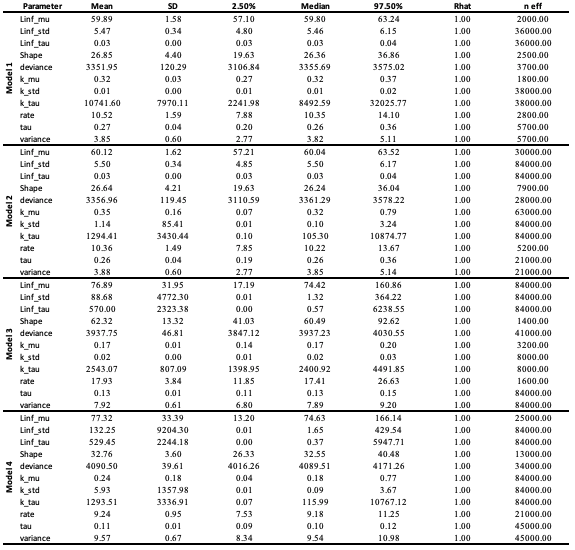 Parameter Mean SD 2.50% Median 97.50% Rhat n eff
Model 1
Linf_mu 59.89 1.58 57.10 59.80 63.24 1.00 2000.00
Linf_std 5.47 0.34 4.80 5.46 6.15 1.00 36000.00
Linf_tau 0.03 0.00 0.03 0.03 0.04 1.00 36000.00
Shape 26.85 4.40 19.63 26.36 36.86 1.00 2500.00
deviance 3351.95 120.29 3106.84 3355.69 3575.02 1.00 3700.00
k_mu 0.32 0.03 0.27 0.32 0.37 1.00 1800.00
k_std 0.01 0.00 0.01 0.01 0.02 1.00 38000.00
k_tau 10741.60 7970.11 2241.98 8492.59 32025.77 1.00 38000.00
rate 10.52 1.59 7.88 10.35 14.10 1.00 2800.00
tau 0.27 0.04 0.20 0.26 0.36 1.00 5700.00
variance 3.85 0.60 2.77 3.82 5.11 1.00 5700.00
Model 2
Linf_mu 60.12 1.62 57.21 60.04 63.52 1.00 30000.00
Linf_std 5.50 0.34 4.85 5.50 6.17 1.00 84000.00
Linf_tau 0.03 0.00 0.03 0.03 0.04 1.00 84000.00
Shape 26.64 4.21 19.63 26.24 36.04 1.00 7900.00
deviance 3356.96 119.45 3110.59 3361.29 3578.22 1.00 28000.00
k_mu 0.35 0.16 0.07 0.32 0.79 1.00 63000.00
k_std 1.14 85.41 0.01 0.10 3.24 1.00 84000.00
k_tau 1294.41 3430.44 0.10 105.30 10874.77 1.00 84000.00
rate 10.36 1.49 7.85 10.22 13.67 1.00 5200.00
tau 0.26 0.04 0.19 0.26 0.36 1.00 21000.00
variance 3.88 0.60 2.77 3.85 5.14 1.00 21000.00
Model 3
Linf_mu 76.89 31.95 17.19 74.42 160.86 1.00 84000.00
Linf_std 88.68 4772.30 0.01 1.32 364.22 1.00 84000.00
Linf_tau 570.00 2323.38 0.00 0.57 6238.55 1.00 84000.00
Shape 62.32 13.32 41.03 60.49 92.62 1.00 1400.00
deviance 3937.75 46.81 3847.12 3937.23 4030.55 1.00 41000.00
k_mu 0.17 0.01 0.14 0.17 0.20 1.00 3200.00
k_std 0.02 0.00 0.01 0.02 0.03 1.00 8000.00
k_tau 2543.07 807.09 1398.95 2400.92 4491.85 1.00 8000.00
rate 17.93 3.84 11.85 17.41 26.63 1.00 1600.00
tau 0.13 0.01 0.11 0.13 0.15 1.00 84000.00
variance 7.92 0.61 6.80 7.89 9.20 1.00 84000.00
Model 4
Linf_mu 77.32 33.39 13.20 74.63 166.14 1.00 25000.00
Linf_std 132.25 9204.30 0.01 1.65 429.54 1.00 84000.00
Linf_tau 529.45 2244.18 0.00 0.37 5947.71 1.00 84000.00
Shape 32.76 3.60 26.33 32.55 40.48 1.00 13000.00
deviance 4090.50 39.61 4016.26 4089.51 4171.26 1.00 34000.00
k_mu 0.24 0.18 0.04 0.18 0.77 1.00 84000.00
k_std 5.93 1357.98 0.01 0.09 3.67 1.00 84000.00
k_tau 1293.51 3336.91 0.07 115.99 10767.12 1.00 84000.00
rate 9.24 0.95 7.53 9.18 11.25 1.00 21000.00
tau 0.11 0.01 0.09 0.10 0.12 1.00 45000.00
variance 9.57 0.67 8.34 9.54 10.98 1.00 45000.00